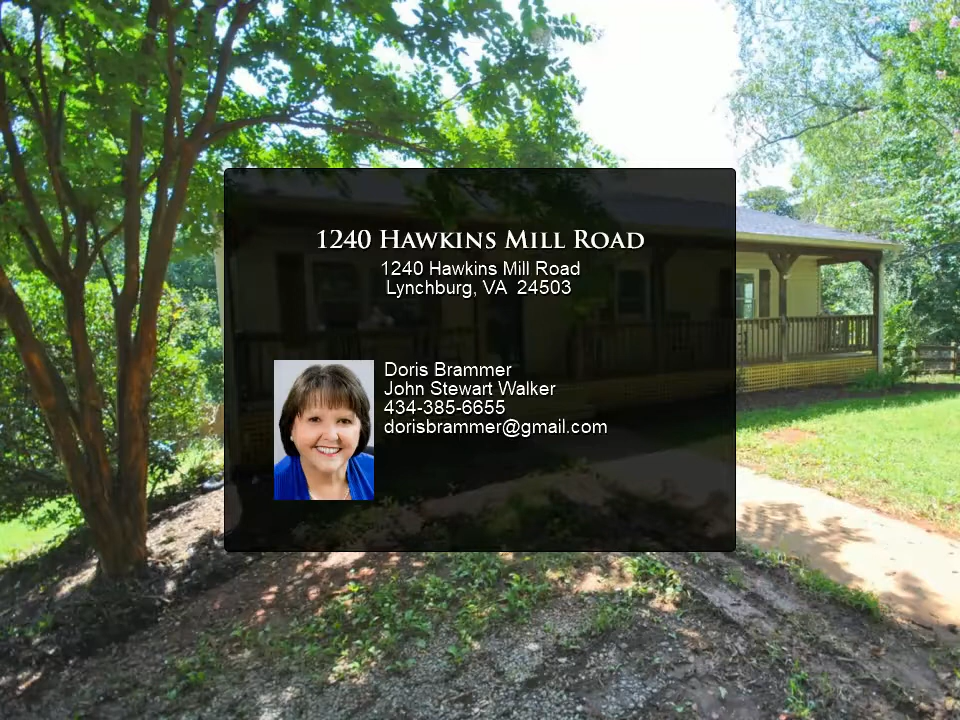 1240 Hawkins Mill Road
1240 Hawkins Mill Road
Lynchburg, VA 24503
Doris Brammer
John Stewart Walker
434-385-6655
dorisbrammer@gmail.com